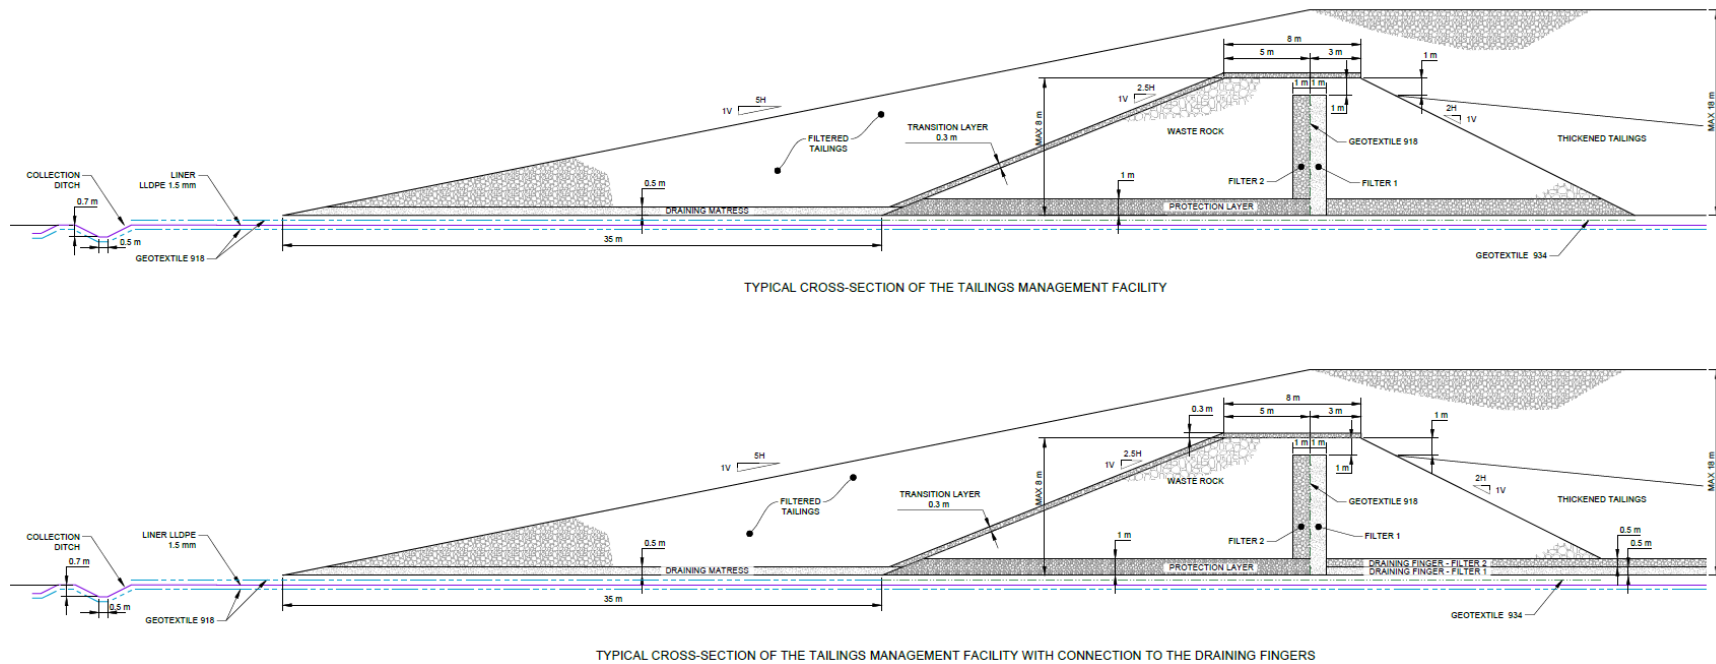 8 m
5 m
3 m
1 m
5H
1V
2.5H
1V
1 m
1 m
1 m
2H
1V
MAX 8 m
MAX 18 m
TRANSITION LAYER
0.3 m
WASTE ROCK
GEOTEXTILE 918
THICKENED TAILINGS
FILTERED
TAILINGS
COLLECTION
DITCH
LINER
LLDPE 1.5 mm
FILTER 2
FILTER 1
0.7 m
0.5 m
1 m
DRAINING MATRESS
PROTECTION LAYER
0.5 m
35 m
GEOTEXTILE 918
GEOTEXTILE 934
TYPICAL CROSS-SECTION OF THE TAILINGS MANAGEMENT FACILITY
8 m
0.3 m
5 m
3 m
1 m
5H
1V
2.5H
1V
1 m
1 m
1 m
2H
1V
MAX 8 m
MAX 18 m
TRANSITION LAYER
0.3 m
WASTE ROCK
GEOTEXTILE 918
THICKENED TAILINGS
FILTERED
TAILINGS
COLLECTION
DITCH
LINER LLDPE
1.5 mm
FILTER 2
FILTER 1
0.7 m
0.5 m
1 m
0.5 m
0.5 m
DRAINING MATRESS
PROTECTION LAYER
DRAINING FINGER - FILTER 2
DRAINING FINGER - FILTER 1
0.5 m
35 m
GEOTEXTILE 918
GEOTEXTILE 934
TYPICAL CROSS-SECTION OF THE TAILINGS MANAGEMENT FACILITY WITH CONNECTION TO THE DRAINING FINGERS